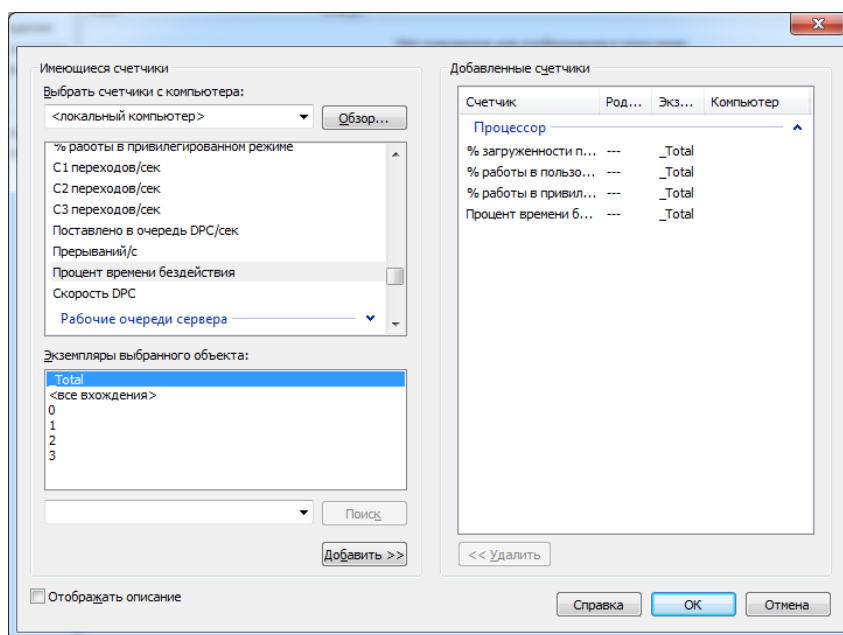 Имеющиеся счетчики
Выбрать счетчики с компьютера:
<локальный компьютер>
Обзор...
% работы в привилегированном режиме
C1 переходов/сек
C2 переходов/сек
C3 переходов/сек
Поставлено в очередь DPC/сек
Прерываний/с
Процент времени бездействия
Скорость DPC
Рабочие очереди сервера
Экземпляры выбранного объекта:
_Total
<все вхождения>
0
1
2
3
Поиск
Добавить >>
Отображать описание
Добавленные счетчики
Счетчик Род... Экз... Компьютер
Процессор
% загруженности п... --- _Total
% работы в пользо... --- _Total
% работы в привил... --- _Total
Процент времени б... --- _Total
<< Удалить
Справка
ОК
Отмена